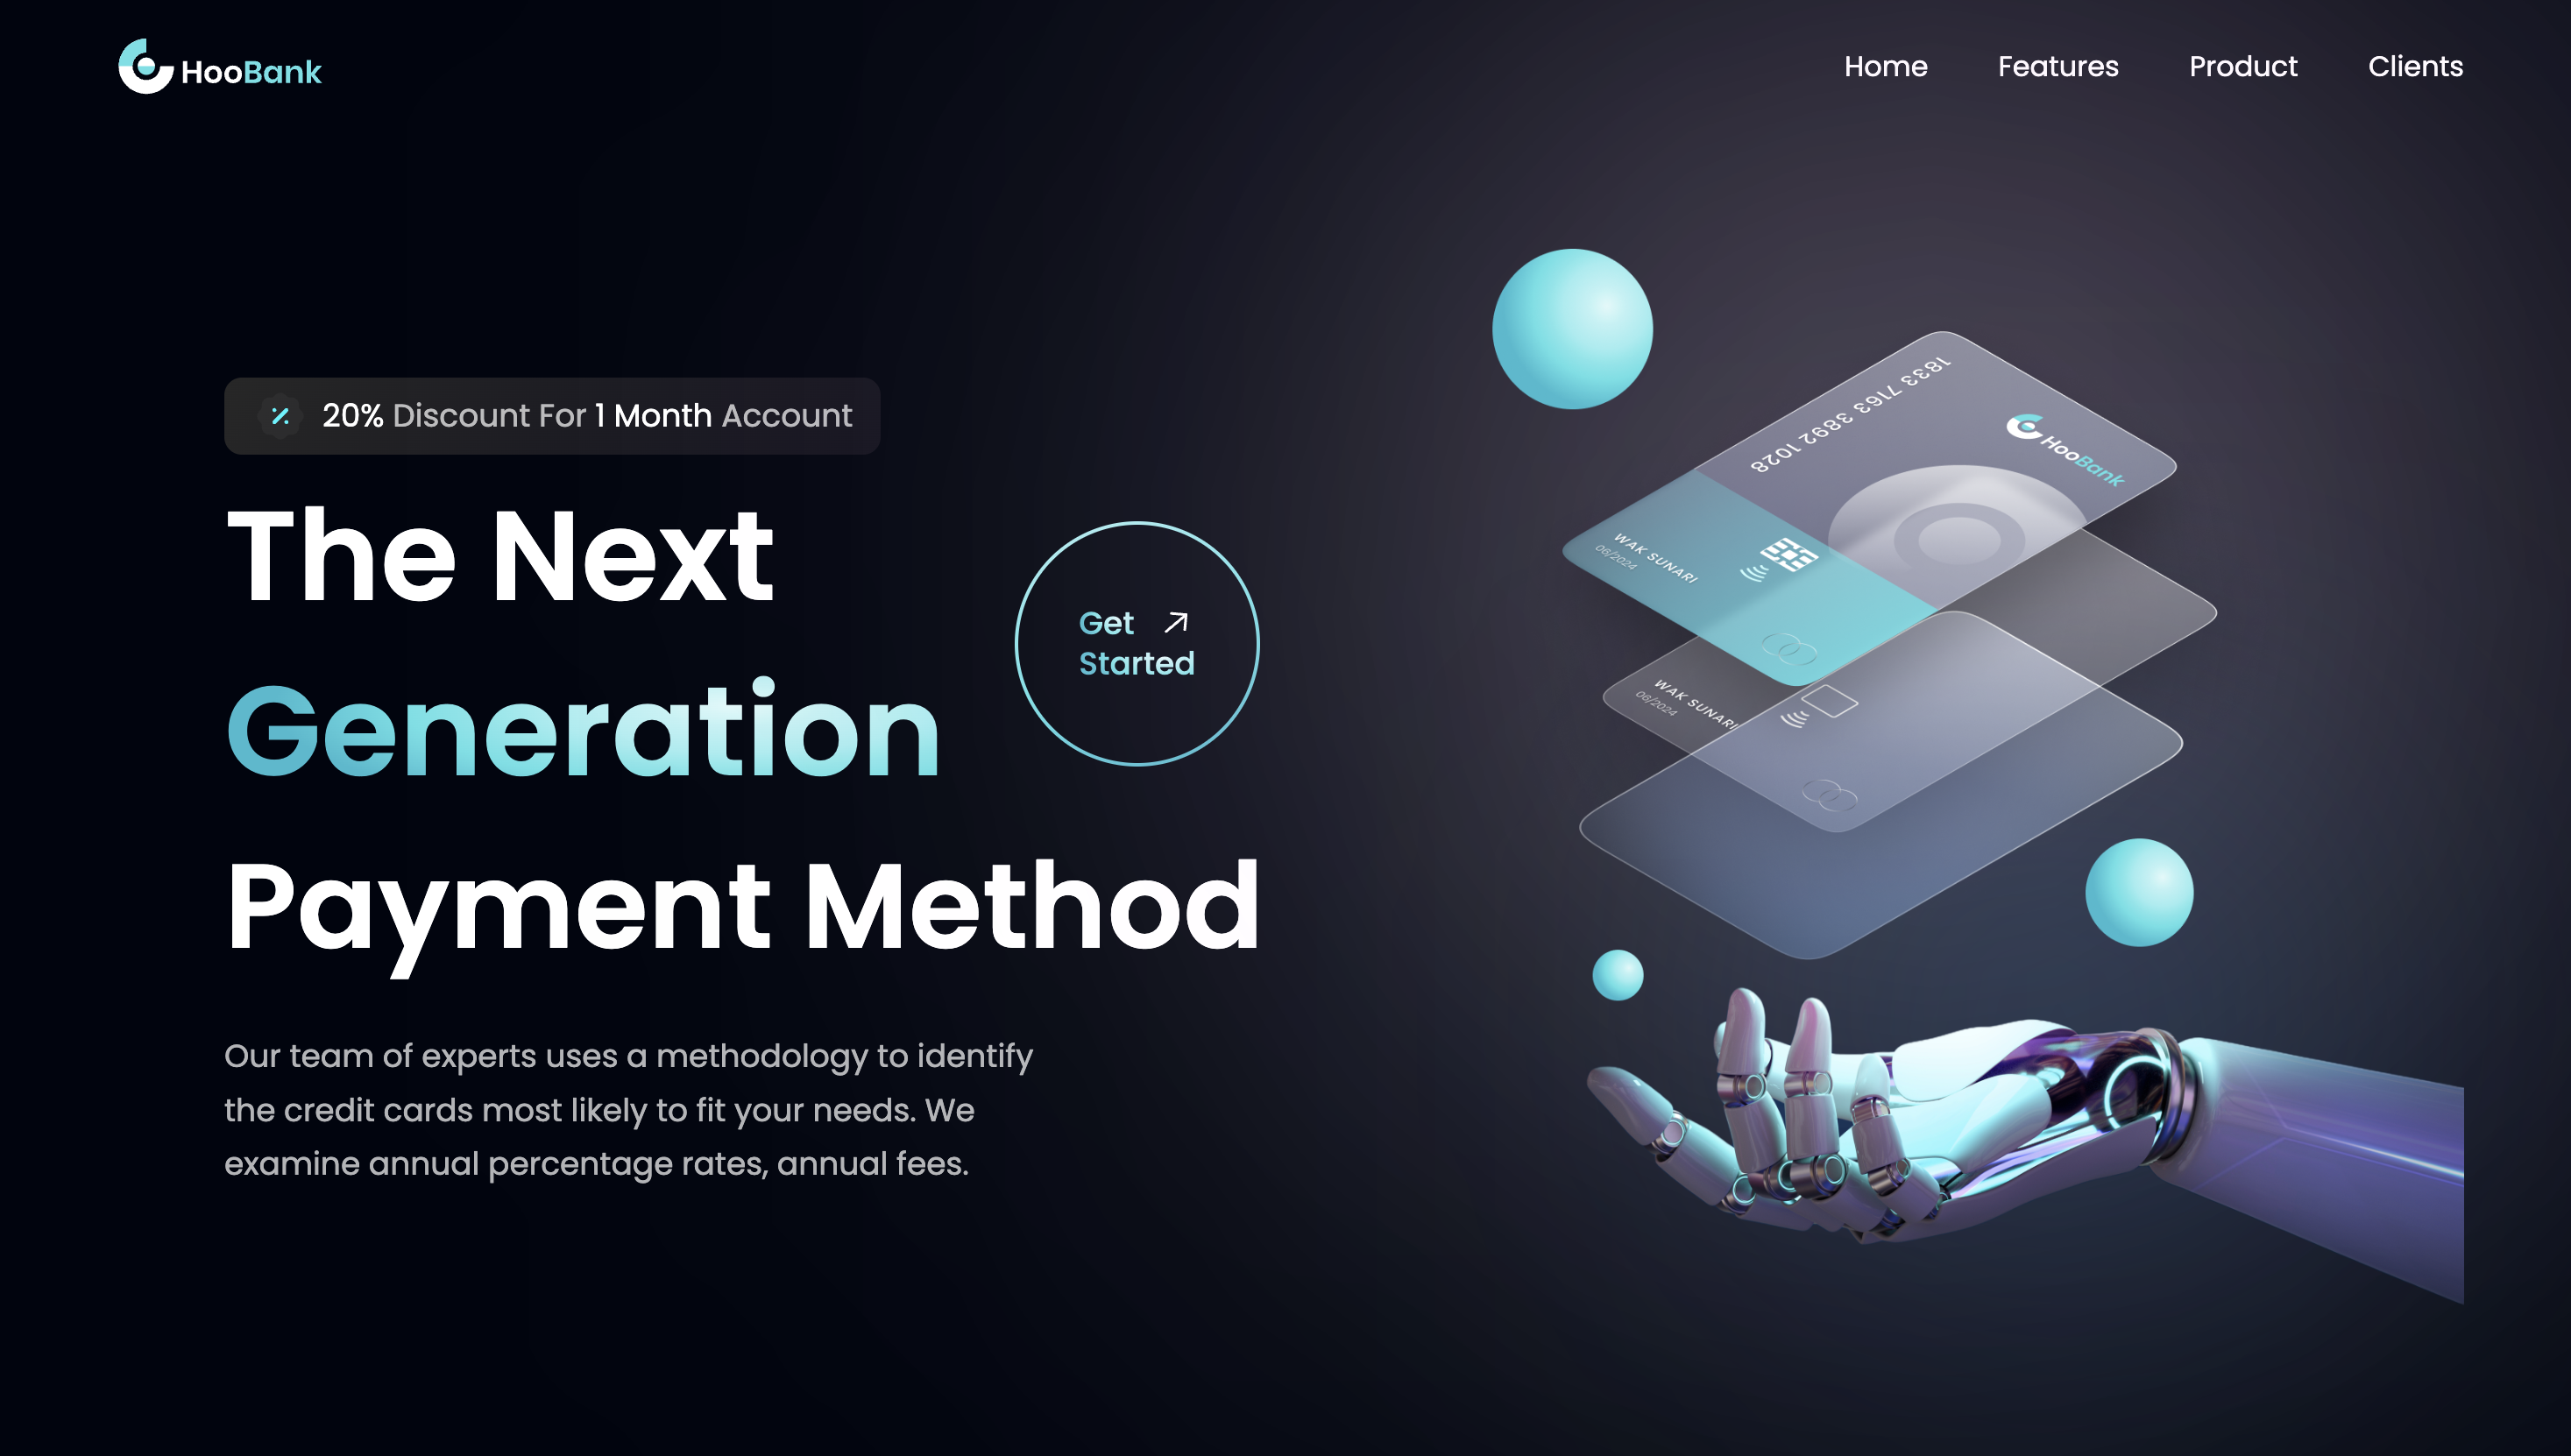 HooBank
Home Features Product Clients
20% Discount For 1 Month Account
The Next
Generation
Payment Method
Get
Started
Our team of experts uses a methodology to identify
the credit cards most likely to fit your needs. We
examine annual percentage rates, annual fees.
1833 7163 3892 1028
HooBank
WAK SUNARI
06/2024
WAK SUNARI
06/2024